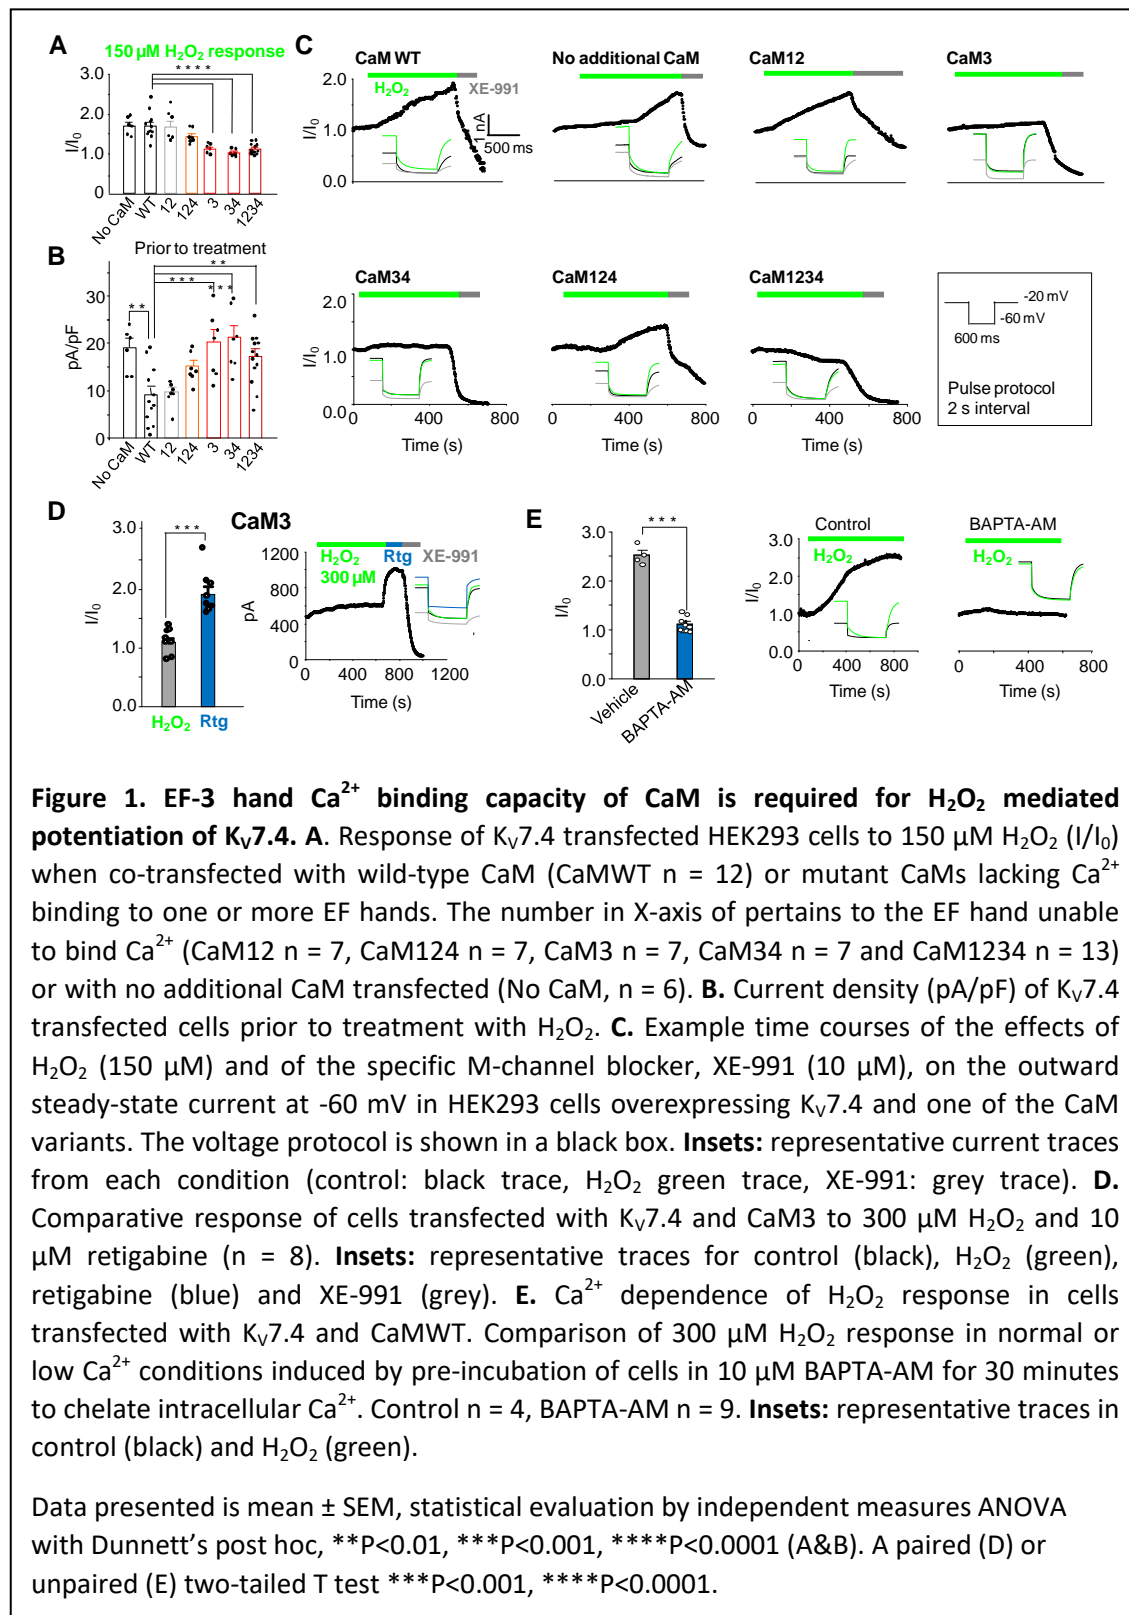 A
150 µM H2O2 response
3.0
2.0
1.0
0
I/I0
* * * *
No CaM
WT
12
124
3
34
1234
B
Prior to treatment
30
20
10
0
pA/pF
* *
* * *
* * *
* *
No CaM
WT
12
124
3
34
1234
C
CaM WT
H2O2
XE-991
2.0
1.0
0.0
I/I0
1 nA
500 ms
No additional CaM
CaM12
CaM3
CaM34
2.0
1.0
0.0
I/I0
0 400 800
Time (s)
CaM124
0 400 800
Time (s)
CaM1234
0 400 800
Time (s)
-20 mV
-60 mV
600 ms
Pulse protocol
2 s interval
D
3.0
2.0
1.0
0.0
I/I0
* * *
H2O2
Rtg
CaM3
H2O2
300 µM
Rtg
XE-991
1200
800
400
0
pA
0 400 800 1200
Time (s)
E
3.0
2.0
1.0
0.0
I/I0
* * *
Vehicle
BAPTA-AM
Control
H2O2
3.0
2.0
1.0
0
I/I0
0 400 800
Time (s)
BAPTA-AM
H2O2
0 400 800
Time (s)
Figure 1. EF-3 hand Ca2+ binding capacity of CaM is required for H2O2 mediated
potentiation of KV7.4. A. Response of KV7.4 transfected HEK293 cells to 150 µM H2O2 (I/I0)
when co-transfected with wild-type CaM (CaMWT n = 12) or mutant CaMs lacking Ca2+
binding to one or more EF hands. The number in X-axis of pertains to the EF hand unable
to bind Ca2+ (CaM12 n = 7, CaM124 n = 7, CaM3 n = 7, CaM34 n = 7 and CaM1234 n = 13)
or with no additional CaM transfected (No CaM, n = 6). B. Current density (pA/pF) of KV7.4
transfected cells prior to treatment with H2O2. C. Example time courses of the effects of
H2O2 (150 µM) and of the specific M-channel blocker, XE-991 (10 µM), on the outward
steady-state current at -60 mV in HEK293 cells overexpressing KV7.4 and one of the CaM
variants. The voltage protocol is shown in a black box. Insets: representative current traces
from each condition (control: black trace, H2O2 green trace, XE-991: grey trace). D.
Comparative response of cells transfected with KV7.4 and CaM3 to 300 µM H2O2 and 10
µM retigabine (n = 8). Insets: representative traces for control (black), H2O2 (green),
retigabine (blue) and XE-991 (grey). E. Ca2+ dependence of H2O2 response in cells
transfected with KV7.4 and CaMWT. Comparison of 300 µM H2O2 response in normal or
low Ca2+ conditions induced by pre-incubation of cells in 10 µM BAPTA-AM for 30 minutes
to chelate intracellular Ca2+. Control n = 4, BAPTA-AM n = 9. Insets: representative traces in
control (black) and H2O2 (green).
Data presented is mean ± SEM, statistical evaluation by independent measures ANOVA
with Dunnett’s post hoc, **P<0.01, ***P<0.001, ****P<0.0001 (A&B). A paired (D) or
unpaired (E) two-tailed T test ***P<0.001, ****P<0.0001.